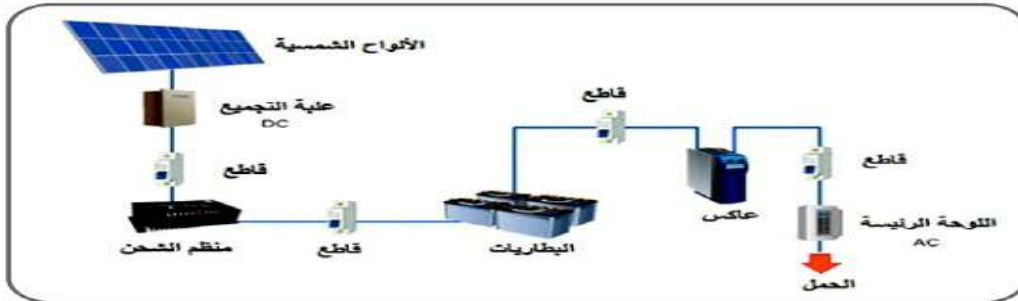 الألواح الشمسية
علبة التجميع
DC
قاطع
منظم الشحن
قاطع
البطاريات
قاطع
عاكس
قاطع
اللوحة الرئيسة
AC
الحمل